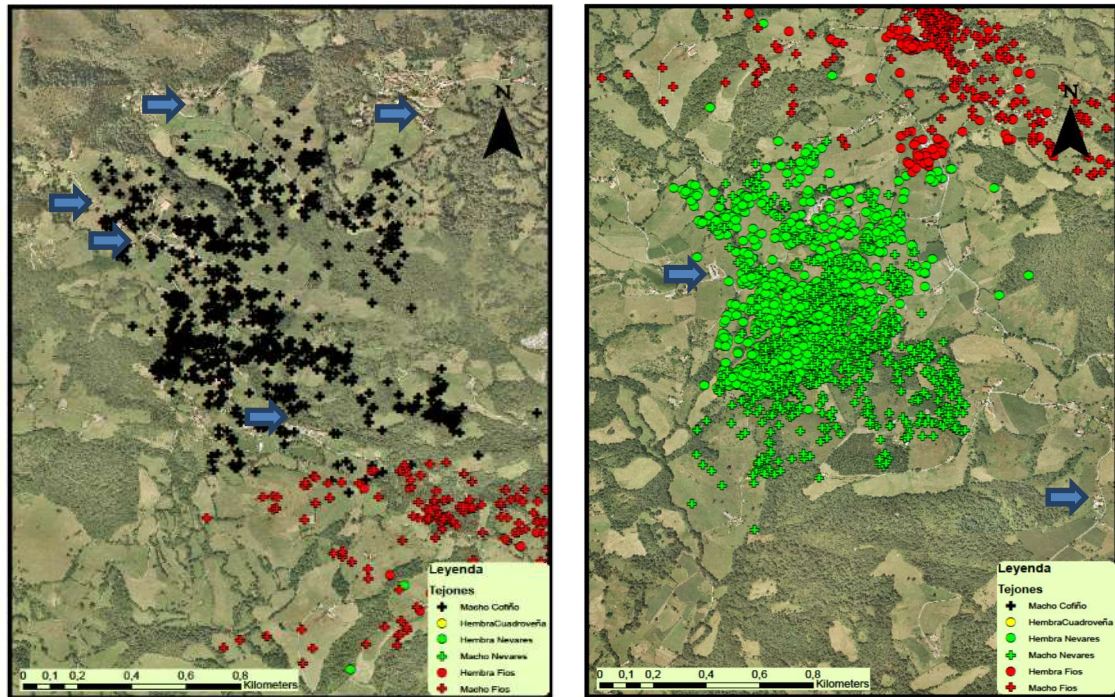 N
Leyenda
Tejones
Macho Cofiño
HembraCuadroveña
Hembra Nevares
Macho Nevares
Hembra Fios
Macho Fios
0 0,1 0,2 0,4 0,6 0,8
Kilometers
N
Leyenda
Tejones
Macho Cofiño
HembraCuadroveña
Hembra Nevares
Macho Nevares
Hembra Fios
Macho Fios
0 0,1 0,2 0,4 0,6 0,8
Kilometers